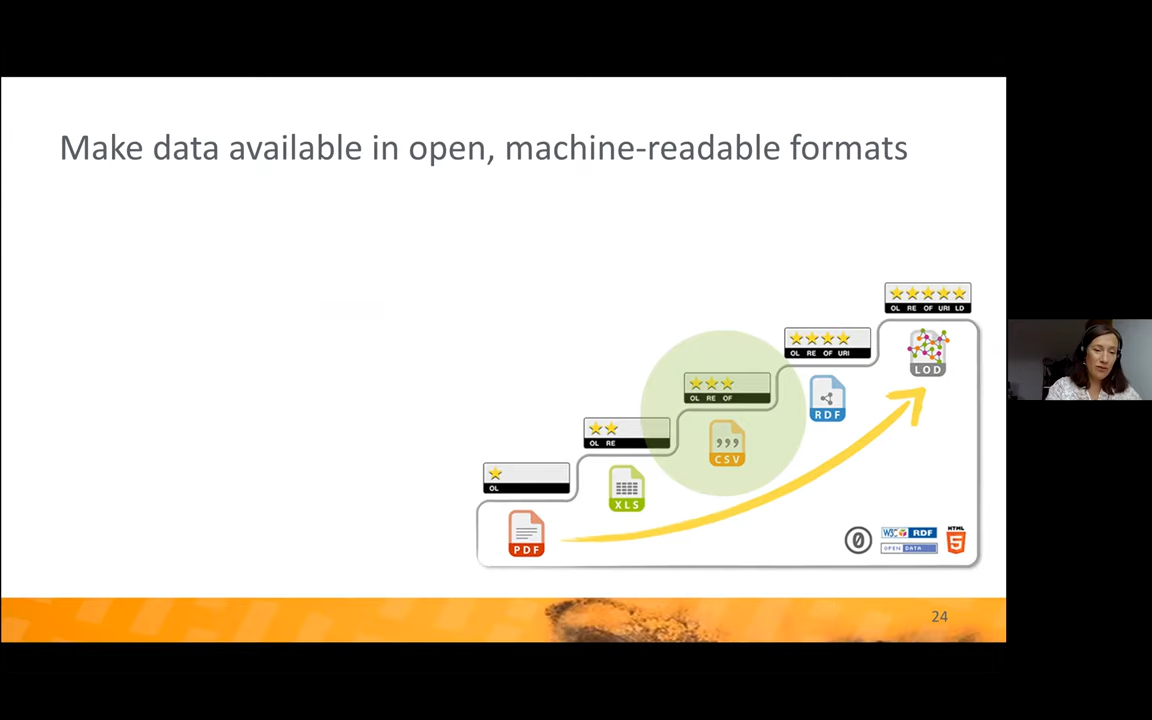 Make data available in open, machine-readable formats
OL RE OF URI LD
LOD
OL RE OF URI
RDF
OL RE OF
CSV
OL RE
XLS
OL
PDF
W3C RDF
OPEN DATA
HTML
5
24